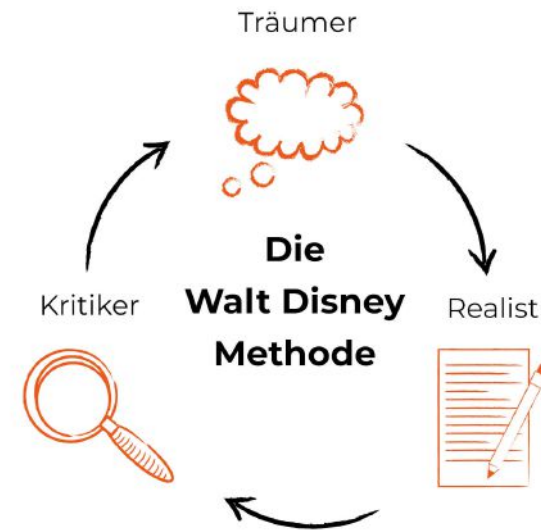 Träumer
Die
Walt Disney
Methode
Kritiker
Realist